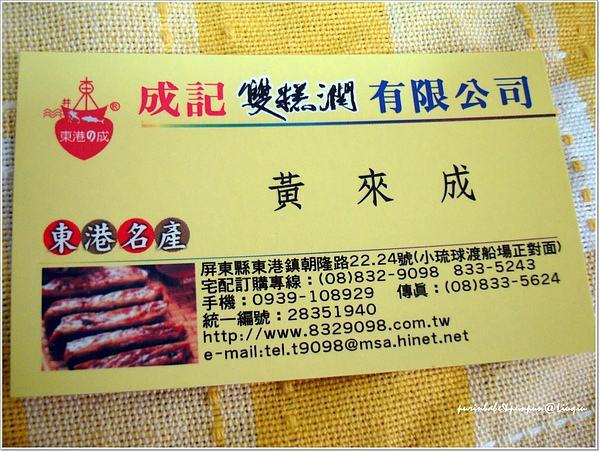 成記 雙糕潤 有限公司
東
井
®
東港の成
黃來成
東港名產
屏東縣東港鎮朝隆路22.24號(小琉球渡船場正對面)
宅配訂購專線：(08)832-9098 833-5243
手機：0939-108929 傳真：(08)833-5624
統一編號：28351940
http://www.8329098.com.tw
e-mail:tel.t9098@msa.hinet.net